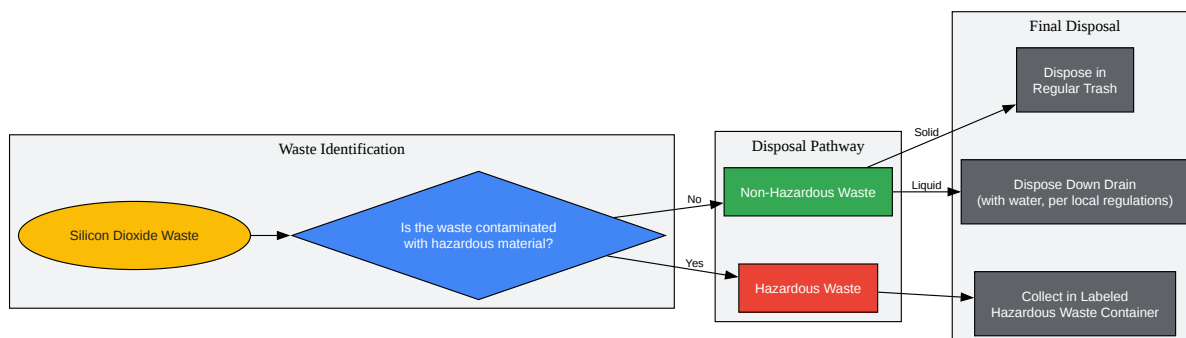 Waste Identification
Silicon Dioxide Waste
Is the waste contaminated
with hazardous material?
No
Yes
Disposal Pathway
Non-Hazardous Waste
Hazardous Waste
Solid
Liquid
Final Disposal
Dispose in
Regular Trash
Dispose Down Drain
(with water, per local regulations)
Collect in Labeled
Hazardous Waste Container